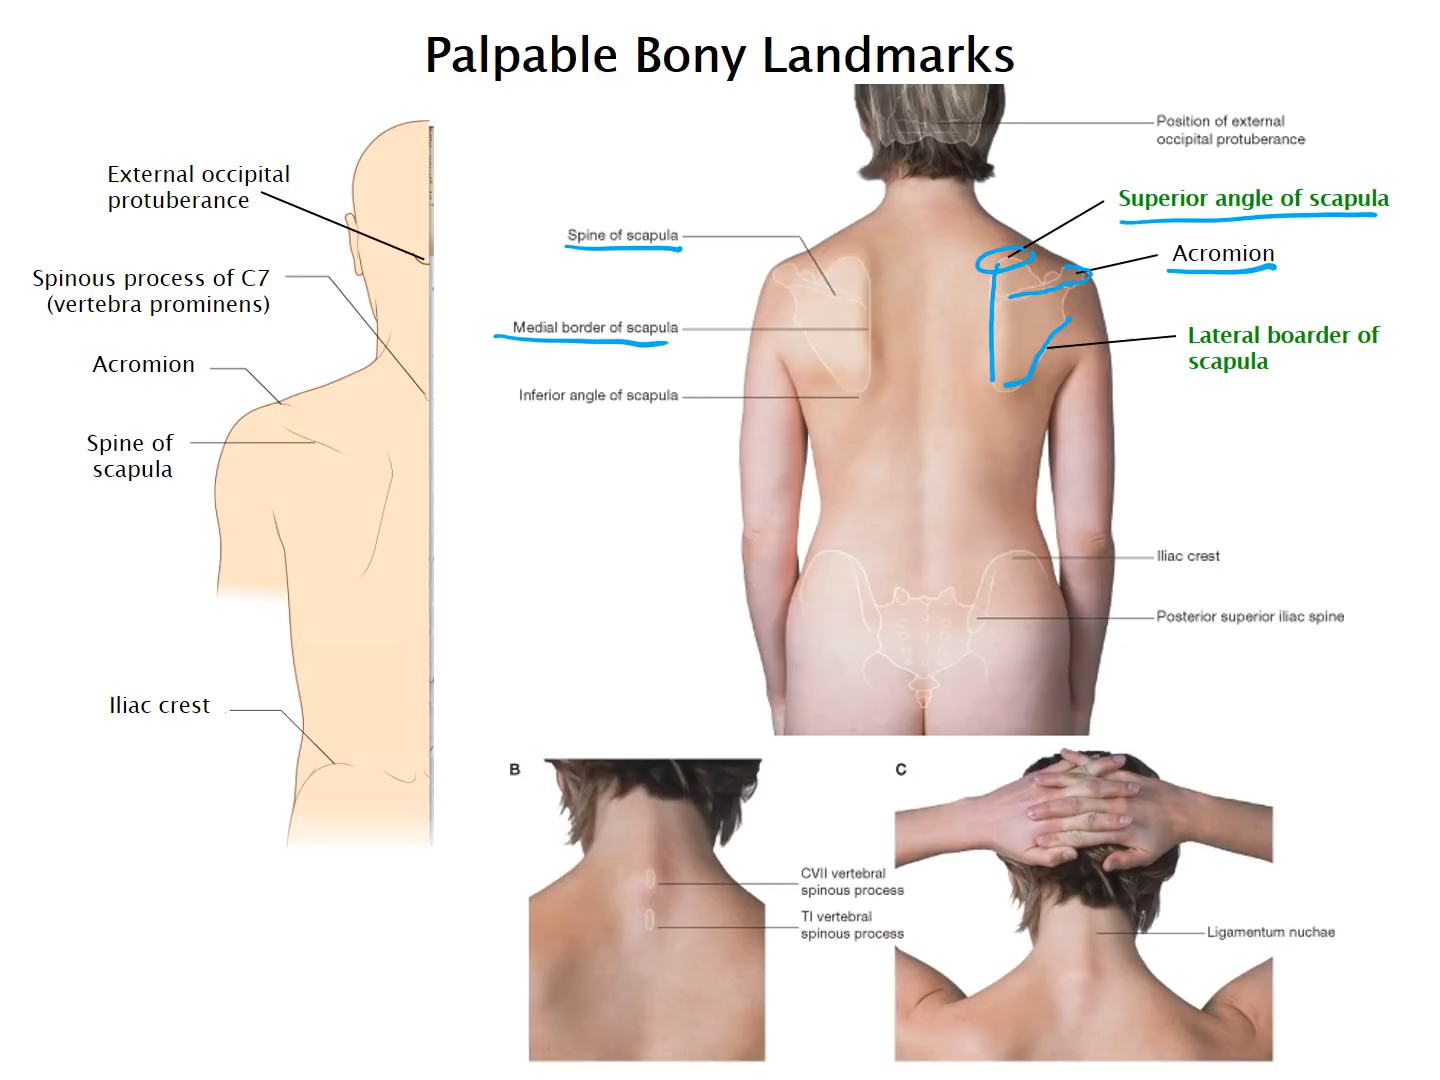 Palpable Bony Landmarks
External occipital
protuberance
Spinous process of C7
(vertebra prominens)
Acromion
Spine of
scapula
Iliac crest
Position of external
occipital protuberance
Superior angle of scapula
Spine of scapula
Acromion
Medial border of scapula
Lateral boarder of
scapula
Inferior angle of scapula
Iliac crest
Posterior superior iliac spine
B
CVII vertebral
spinous process
TI vertebral
spinous process
C
Ligamentum nuchae